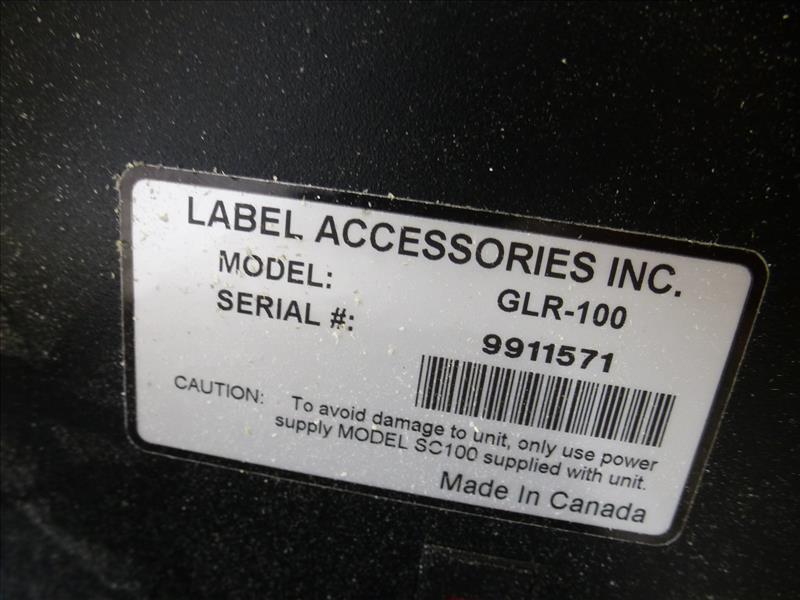 LABEL ACCESSORIES INC.
MODEL: GLR-100
SERIAL #: 9911571
CAUTION: To avoid damage to unit, only use power
supply MODEL SC100 supplied with unit.
Made In Canada